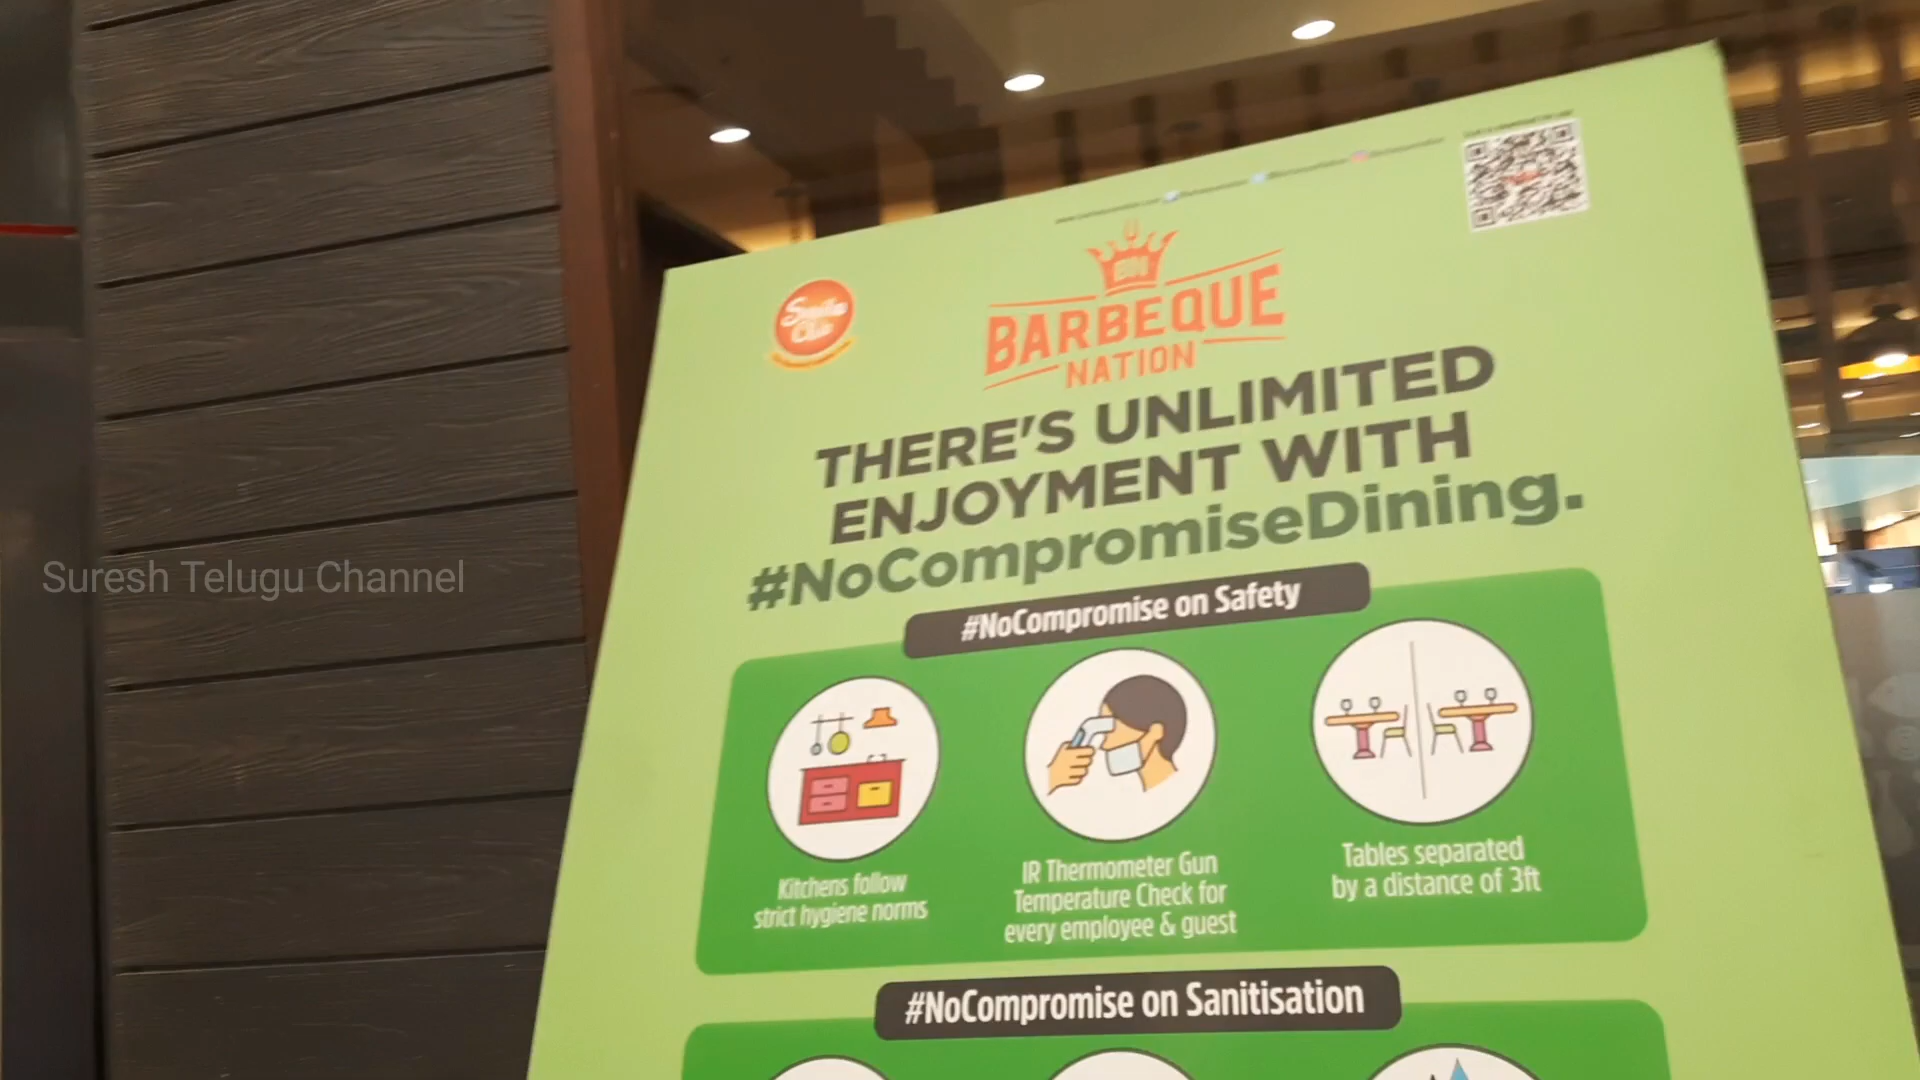 BN
BARBEQUE
NATION
THERE'S UNLIMITED
ENJOYMENT WITH
#NoCompromiseDining.
#NoCompromise on Safety
Kitchens follow
strict hygiene norms
IR Thermometer Gun
Temperature Check for
every employee & guest
Tables separated
by a distance of 3ft
#NoCompromise on Sanitisation
Suresh Telugu Channel